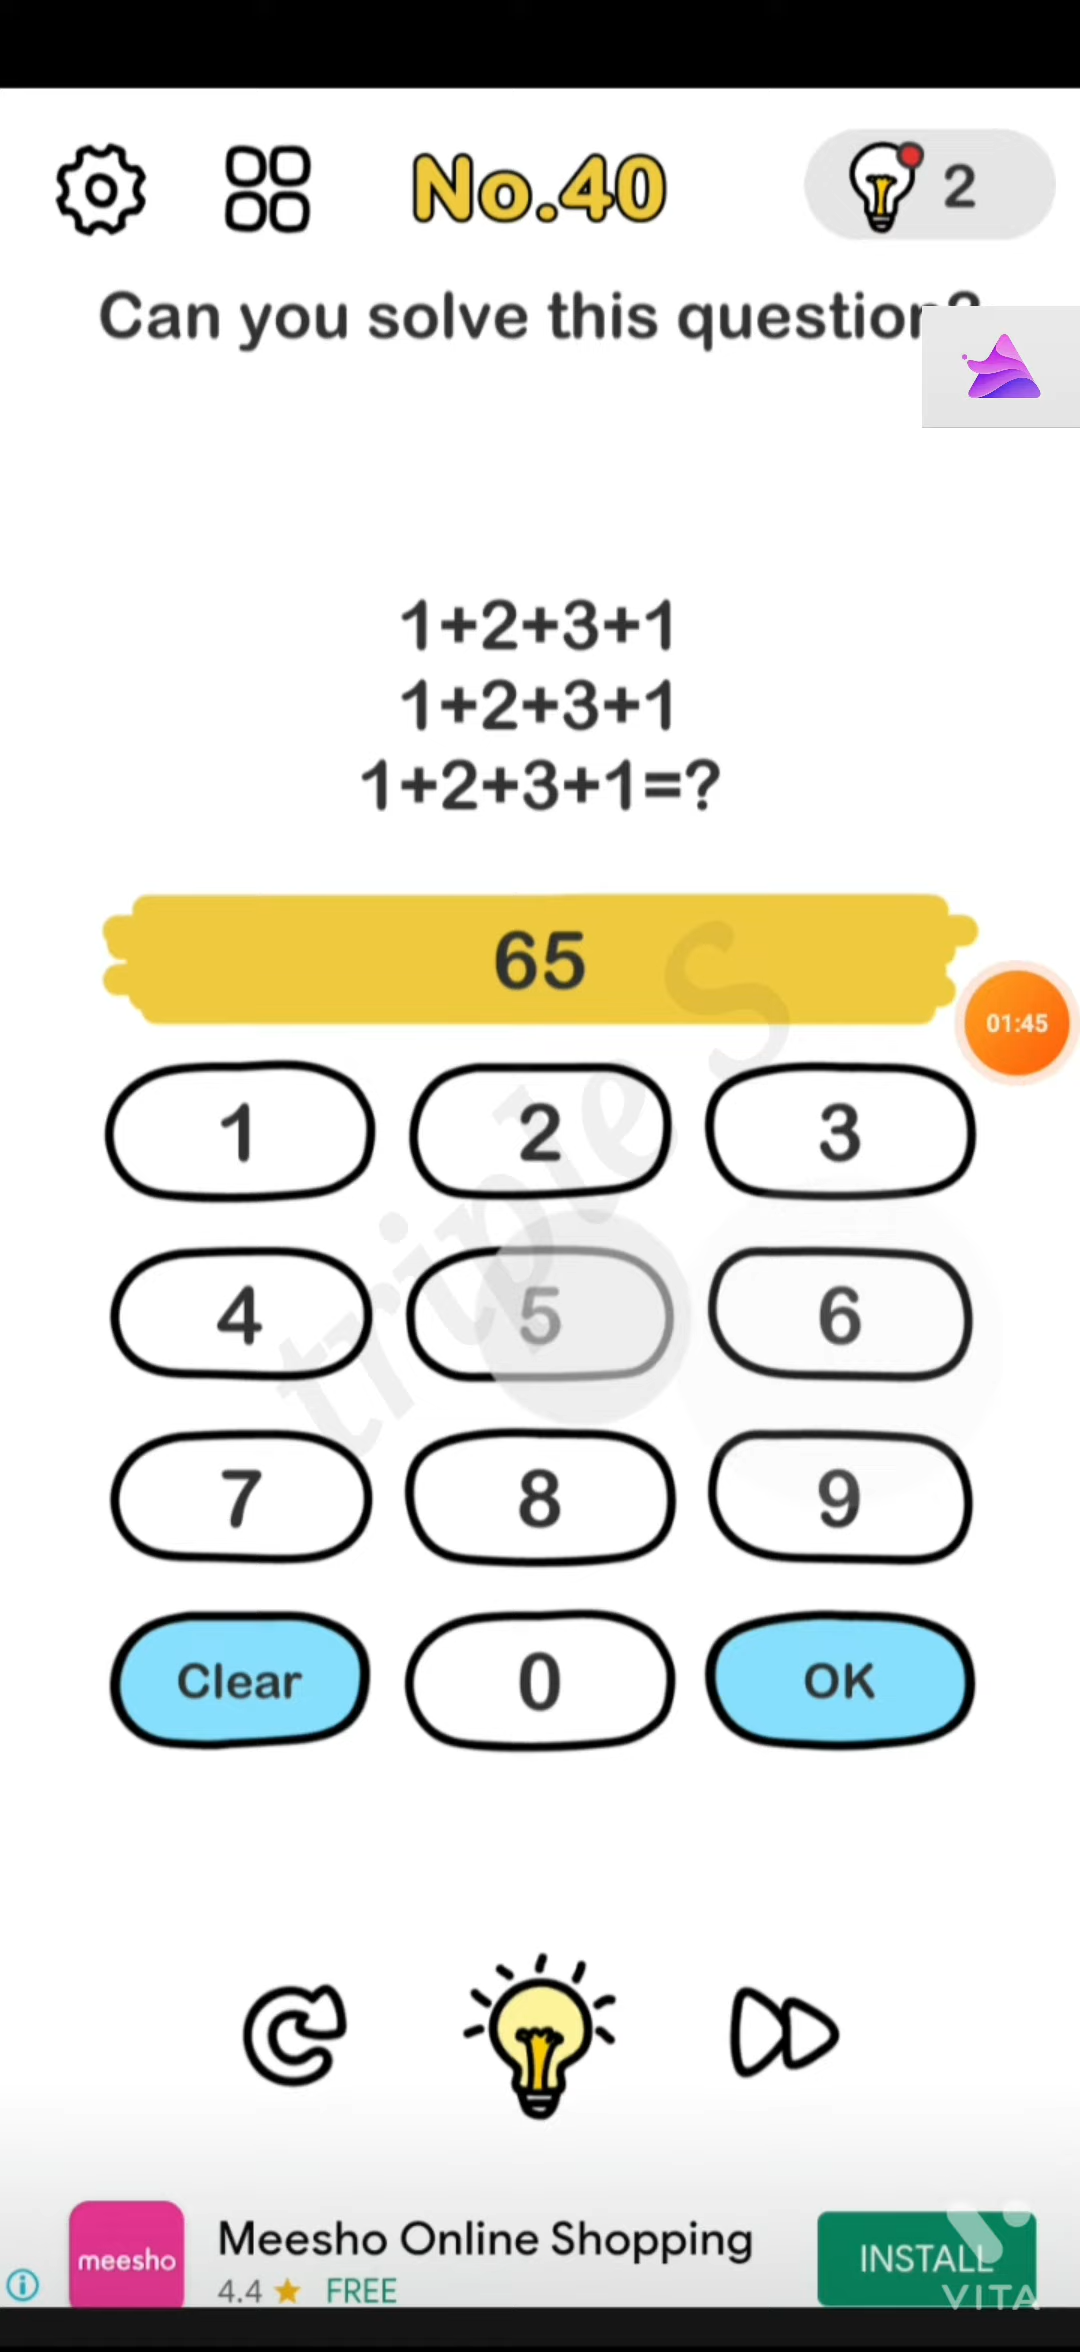 No.40
2
Can you solve this question?
1+2+3+1
1+2+3+1
1+2+3+1=?
65
01:45
1 2 3
4 5 6
7 8 9
Clear 0 OK
triple s
meesho
Meesho Online Shopping
4.4 ★ FREE
INSTALL
VITA